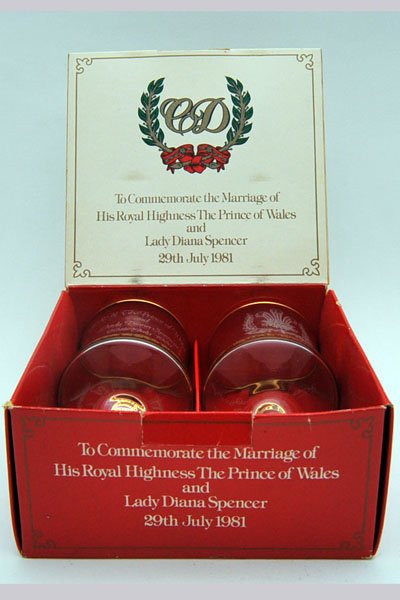 CD
To Commemorate the Marriage of
His Royal Highness The Prince of Wales
and
Lady Diana Spencer
29th July 1981
To Commemorate the Marriage of
His Royal Highness The Prince of Wales
and
Lady Diana Spencer
29th July 1981